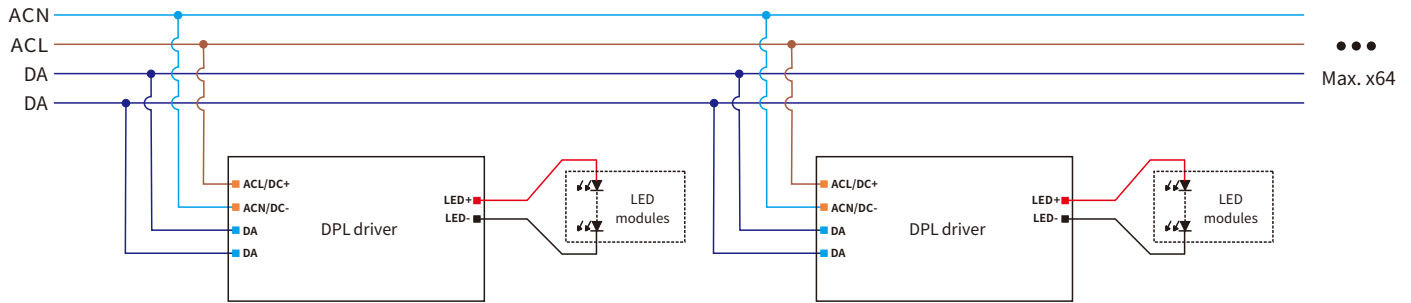 ACN
ACL
DA
DA
•••
Max. x64
DPL driver
ACL/DC+
ACN/DC-
DA
DA
LED+
LED-
LED
modules
DPL driver
ACL/DC+
ACN/DC-
DA
DA
LED+
LED-
LED
modules